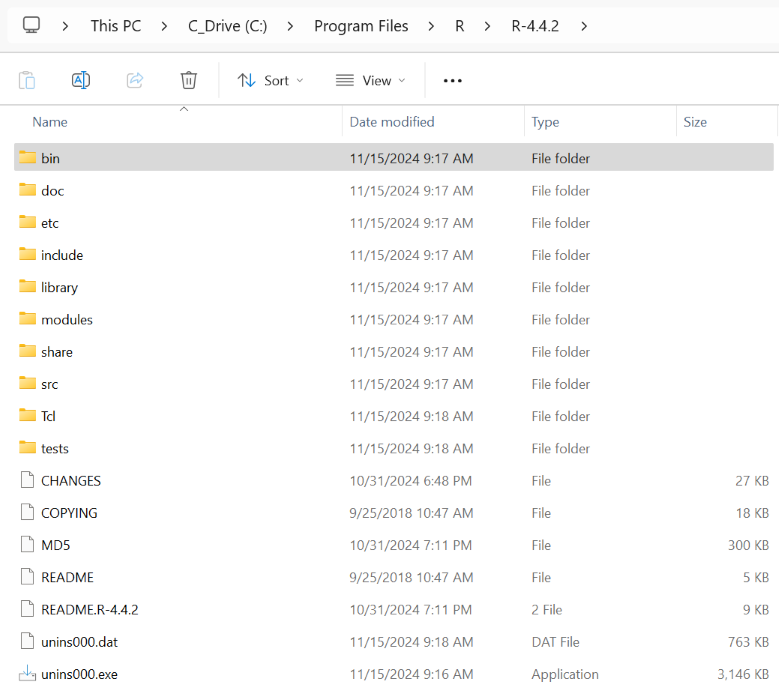 This PC > C_Drive (C:) > Program Files > R > R-4.4.2 >
Sort View
Name Date modified Type Size
bin 11/15/2024 9:17 AM File folder
doc 11/15/2024 9:17 AM File folder
etc 11/15/2024 9:17 AM File folder
include 11/15/2024 9:17 AM File folder
library 11/15/2024 9:17 AM File folder
modules 11/15/2024 9:17 AM File folder
share 11/15/2024 9:17 AM File folder
src 11/15/2024 9:17 AM File folder
Tcl 11/15/2024 9:18 AM File folder
tests 11/15/2024 9:18 AM File folder
CHANGES 10/31/2024 6:48 PM File 27 KB
COPYING 9/25/2018 10:47 AM File 18 KB
MD5 10/31/2024 7:11 PM File 300 KB
README 9/25/2018 10:47 AM File 5 KB
README.R-4.4.2 10/31/2024 7:11 PM 2 File 9 KB
unins000.dat 11/15/2024 9:18 AM DAT File 763 KB
unins000.exe 11/15/2024 9:16 AM Application 3,146 KB